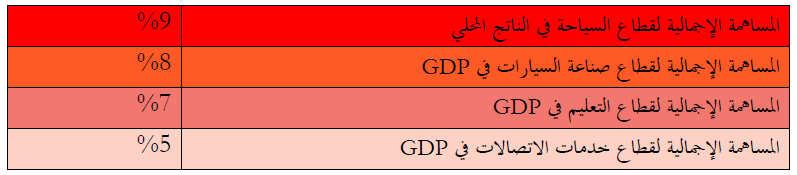 المساهمة الإجمالية لقطاع السياحة في الناتج المحلي %9
المساهمة الإجمالية لقطاع صناعة السيارات في GDP %8
المساهمة الإجمالية لقطاع التعليم في GDP %7
المساهمة الإجمالية لقطاع خدمات الاتصالات في GDP %5